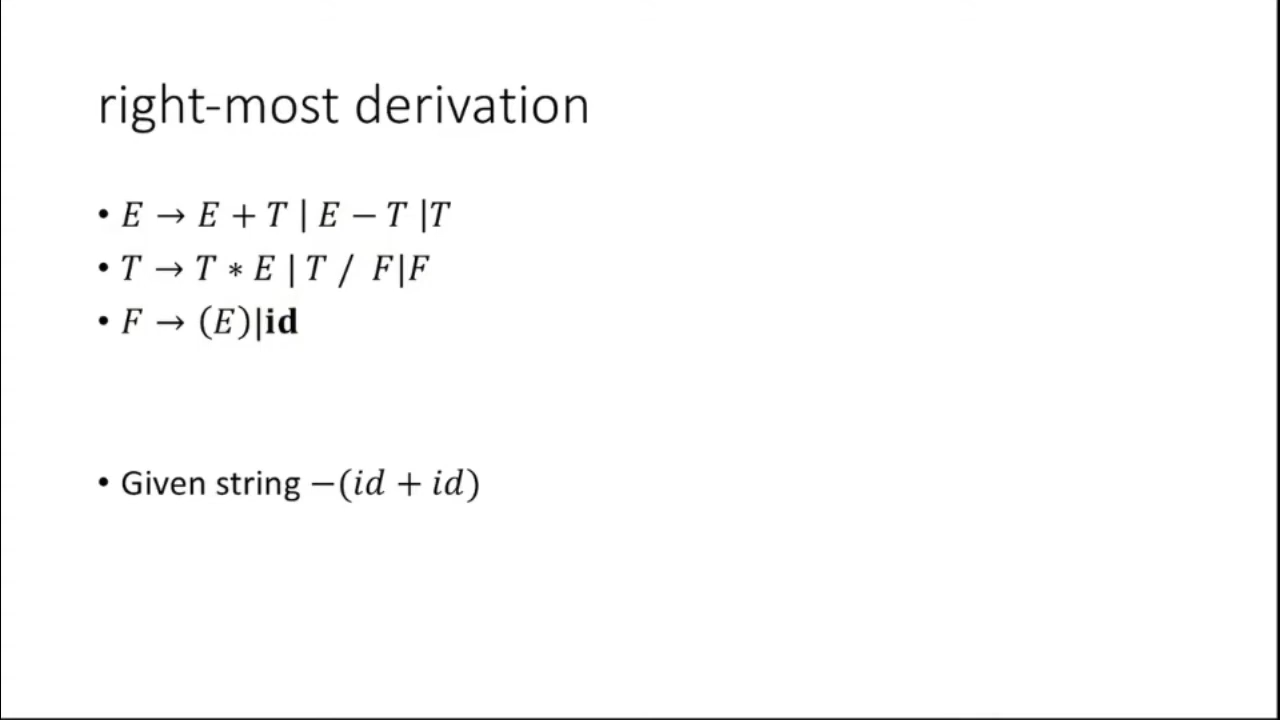 right-most derivation
• E → E + T | E − T |T
• T → T ∗ E | T / F|F
• F → (E)|id
• Given string −(id + id)